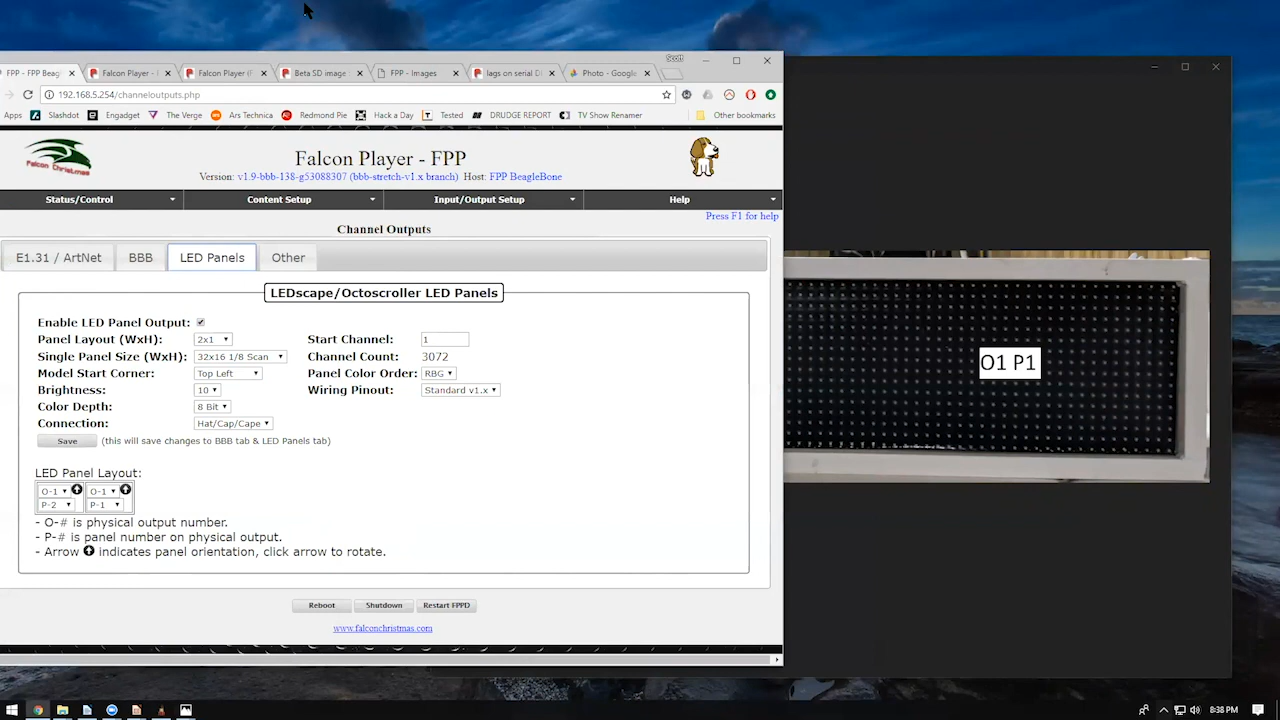 Scott
FPP - FPP Beagl
Falcon Player -
Falcon Player (F
Beta SD image
FPP - Images
lags on serial D
Photo - Google
192.168.5.254/channeloutputs.php
Apps Slashdot Engadget The Verge Ars Technica Redmond Pie Hack a Day Tested DRUDGE REPORT TV Show Renamer Other bookmarks
Falcon Christmas
Falcon Player - FPP
Version: v1.9-bbb-138-g53088307 (bbb-stretch-v1.x branch) Host: FPP BeagleBone
Status/Control Content Setup Input/Output Setup Help
Press F1 for help
Channel Outputs
E1.31 / ArtNet BBB LED Panels Other
LEDscape/Octoscroller LED Panels
Enable LED Panel Output:
Panel Layout (WxH): 2x1 Start Channel: 1
Single Panel Size (WxH): 32x16 1/8 Scan Channel Count: 3072
Model Start Corner: Top Left Panel Color Order: RBG
Brightness: 10 Wiring Pinout: Standard v1.x
Color Depth: 8 Bit
Connection: Hat/Cap/Cape
Save (this will save changes to BBB tab & LED Panels tab)
LED Panel Layout:
O-1 O-1
P-2 P-1
- O-# is physical output number.
- P-# is panel number on physical output.
- Arrow indicates panel orientation, click arrow to rotate.
Reboot Shutdown Restart FPPD
www.falconchristmas.com
O1 P1
8:38 PM